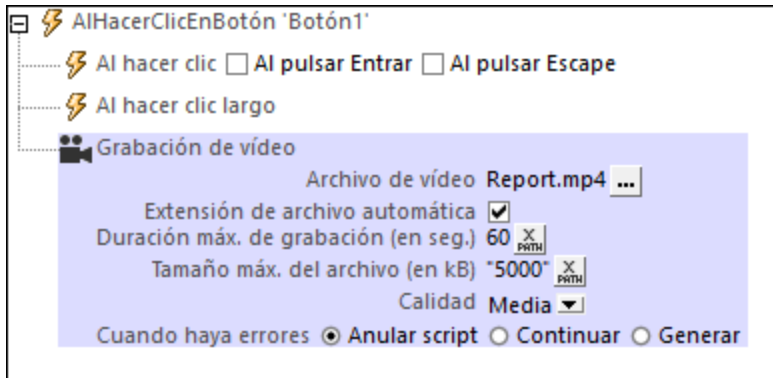 AlHacerClicEnBotón 'Botón1'
Al hacer clic Al pulsar Entrar Al pulsar Escape
Al hacer clic largo
Grabación de vídeo
Archivo de vídeo Report.mp4 ...
Extensión de archivo automática
Duración máx. de grabación (en seg.) 60 X PATH
Tamaño máx. del archivo (en kB) "5000" X PATH
Calidad Media
Cuando haya errores Anular script Continuar Generar